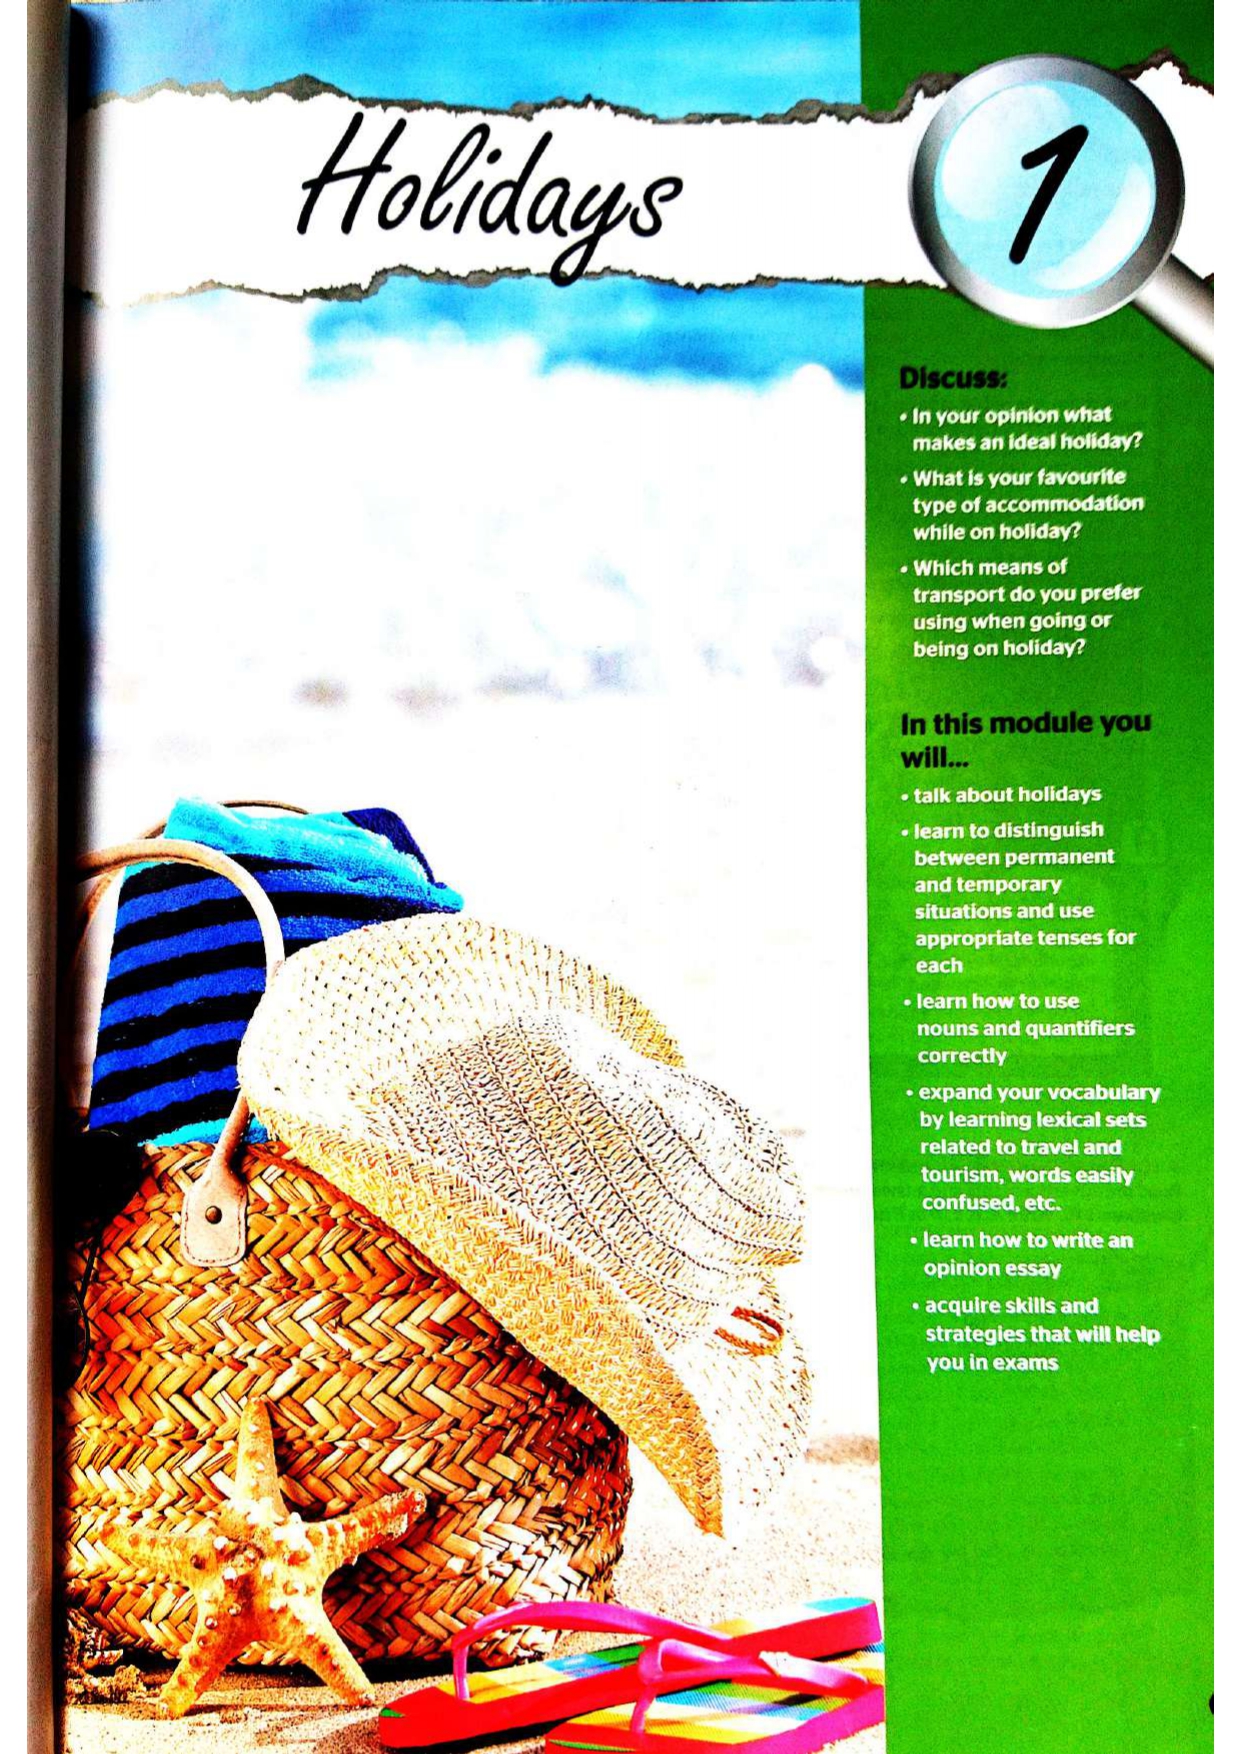 Holidays
1
Discuss:
• In your opinion what
makes an ideal holiday?
• What is your favourite
type of accommodation
while on holiday?
• Which means of
transport do you prefer
using when going or
being on holiday?
In this module you
will...
• talk about holidays
• learn to distinguish
between permanent
and temporary
situations and use
appropriate tenses for
each
• learn how to use
nouns and quantifiers
correctly
• expand your vocabulary
by learning lexical sets
related to travel and
tourism, words easily
confused, etc.
• learn how to write an
opinion essay
• acquire skills and
strategies that will help
you in exams